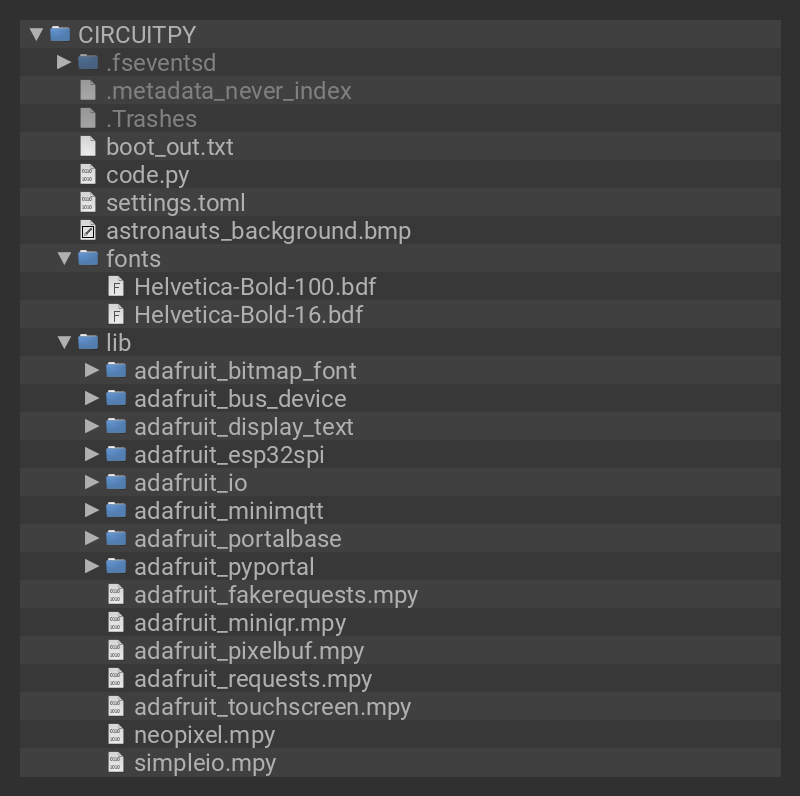 CIRCUITPY
.fseventsd
.metadata_never_index
.Trashes
boot_out.txt
code.py
settings.toml
astronauts_background.bmp
fonts
Helvetica-Bold-100.bdf
Helvetica-Bold-16.bdf
lib
adafruit_bitmap_font
adafruit_bus_device
adafruit_display_text
adafruit_esp32spi
adafruit_io
adafruit_minimqtt
adafruit_portalbase
adafruit_pyportal
adafruit_fakerequests.mpy
adafruit_miniqr.mpy
adafruit_pixelbuf.mpy
adafruit_requests.mpy
adafruit_touchscreen.mpy
neopixel.mpy
simpleio.mpy